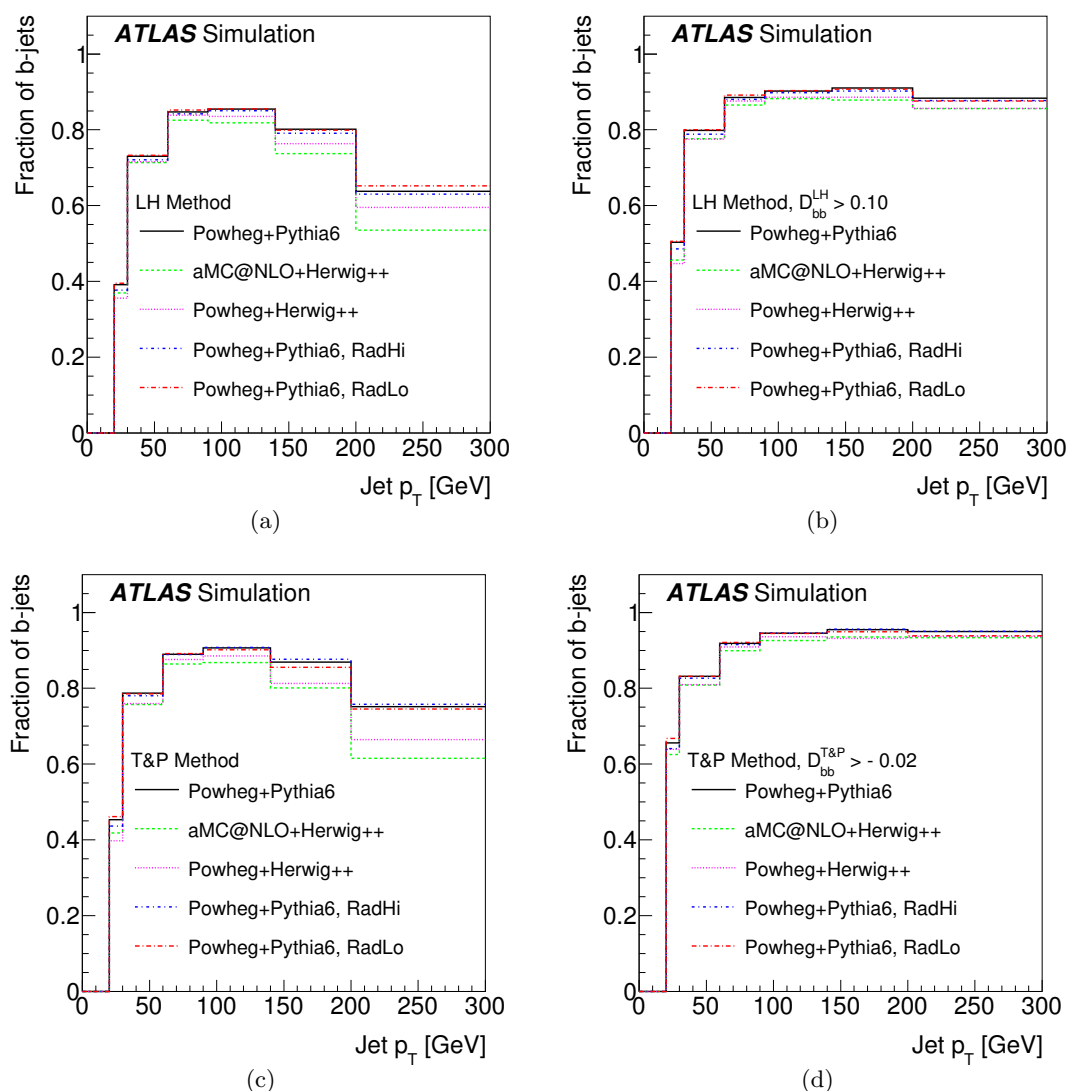 ATLAS Simulation
Fraction of b-jets
1
0.8
0.6
0.4
0.2
0
LH Method
Powheg+Pythia6
aMC@NLO+Herwig++
Powheg+Herwig++
Powheg+Pythia6, RadHi
Powheg+Pythia6, RadLo
0 50 100 150 200 250 300
Jet p_T [GeV]
(a)
ATLAS Simulation
Fraction of b-jets
1
0.8
0.6
0.4
0.2
0
LH Method, D_bb^LH > 0.10
Powheg+Pythia6
aMC@NLO+Herwig++
Powheg+Herwig++
Powheg+Pythia6, RadHi
Powheg+Pythia6, RadLo
0 50 100 150 200 250 300
Jet p_T [GeV]
(b)
ATLAS Simulation
Fraction of b-jets
1
0.8
0.6
0.4
0.2
0
T&P Method
Powheg+Pythia6
aMC@NLO+Herwig++
Powheg+Herwig++
Powheg+Pythia6, RadHi
Powheg+Pythia6, RadLo
0 50 100 150 200 250 300
Jet p_T [GeV]
(c)
ATLAS Simulation
Fraction of b-jets
1
0.8
0.6
0.4
0.2
0
T&P Method, D_bb^T&P > - 0.02
Powheg+Pythia6
aMC@NLO+Herwig++
Powheg+Herwig++
Powheg+Pythia6, RadHi
Powheg+Pythia6, RadLo
0 50 100 150 200 250 300
Jet p_T [GeV]
(d)